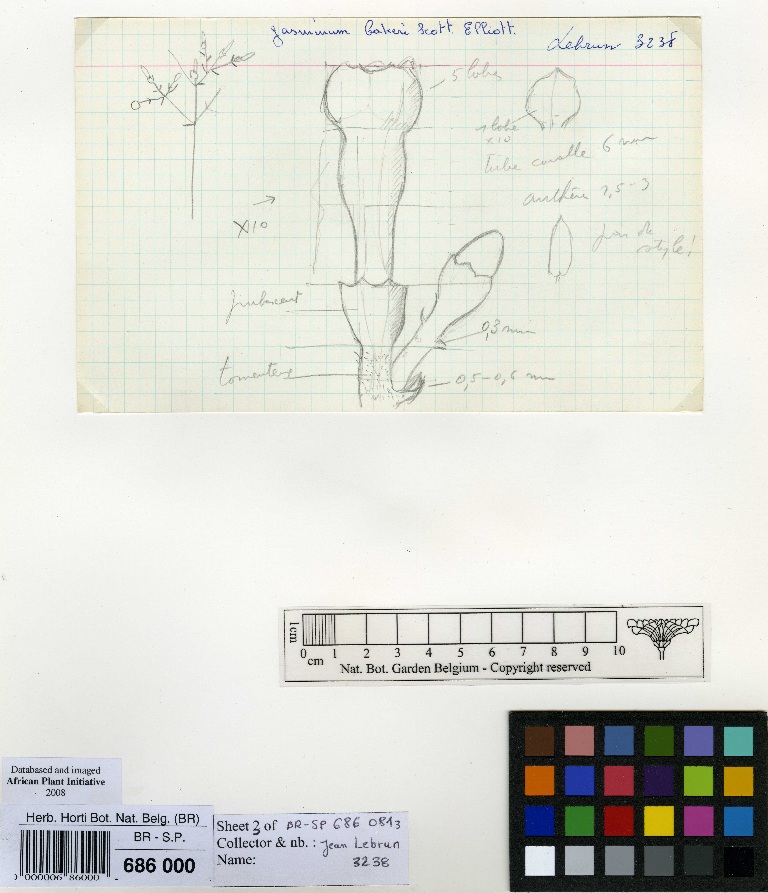 Jasminum bakeri Scott. Elliott.
Lebrun 3238
5 lobes
1 lobe
x10
tube corolle 6 mm
anthère 2,5-3
pas de
style!
X10
pubescent
0,3 mm
tomenteux
0,5-0,6 mm
1cm
0 1 2 3 4 5 6 7 8 9 10
cm
Nat. Bot. Garden Belgium - Copyright reserved
Databased and imaged
African Plant Initiative
2008
Herb. Horti Bot. Nat. Belg. (BR)
BR - S.P.
686 000
0 000006 86000
Sheet 3 of BR-SP 686 0813
Collector & nb. : Jean Lebrun
Name: 3238